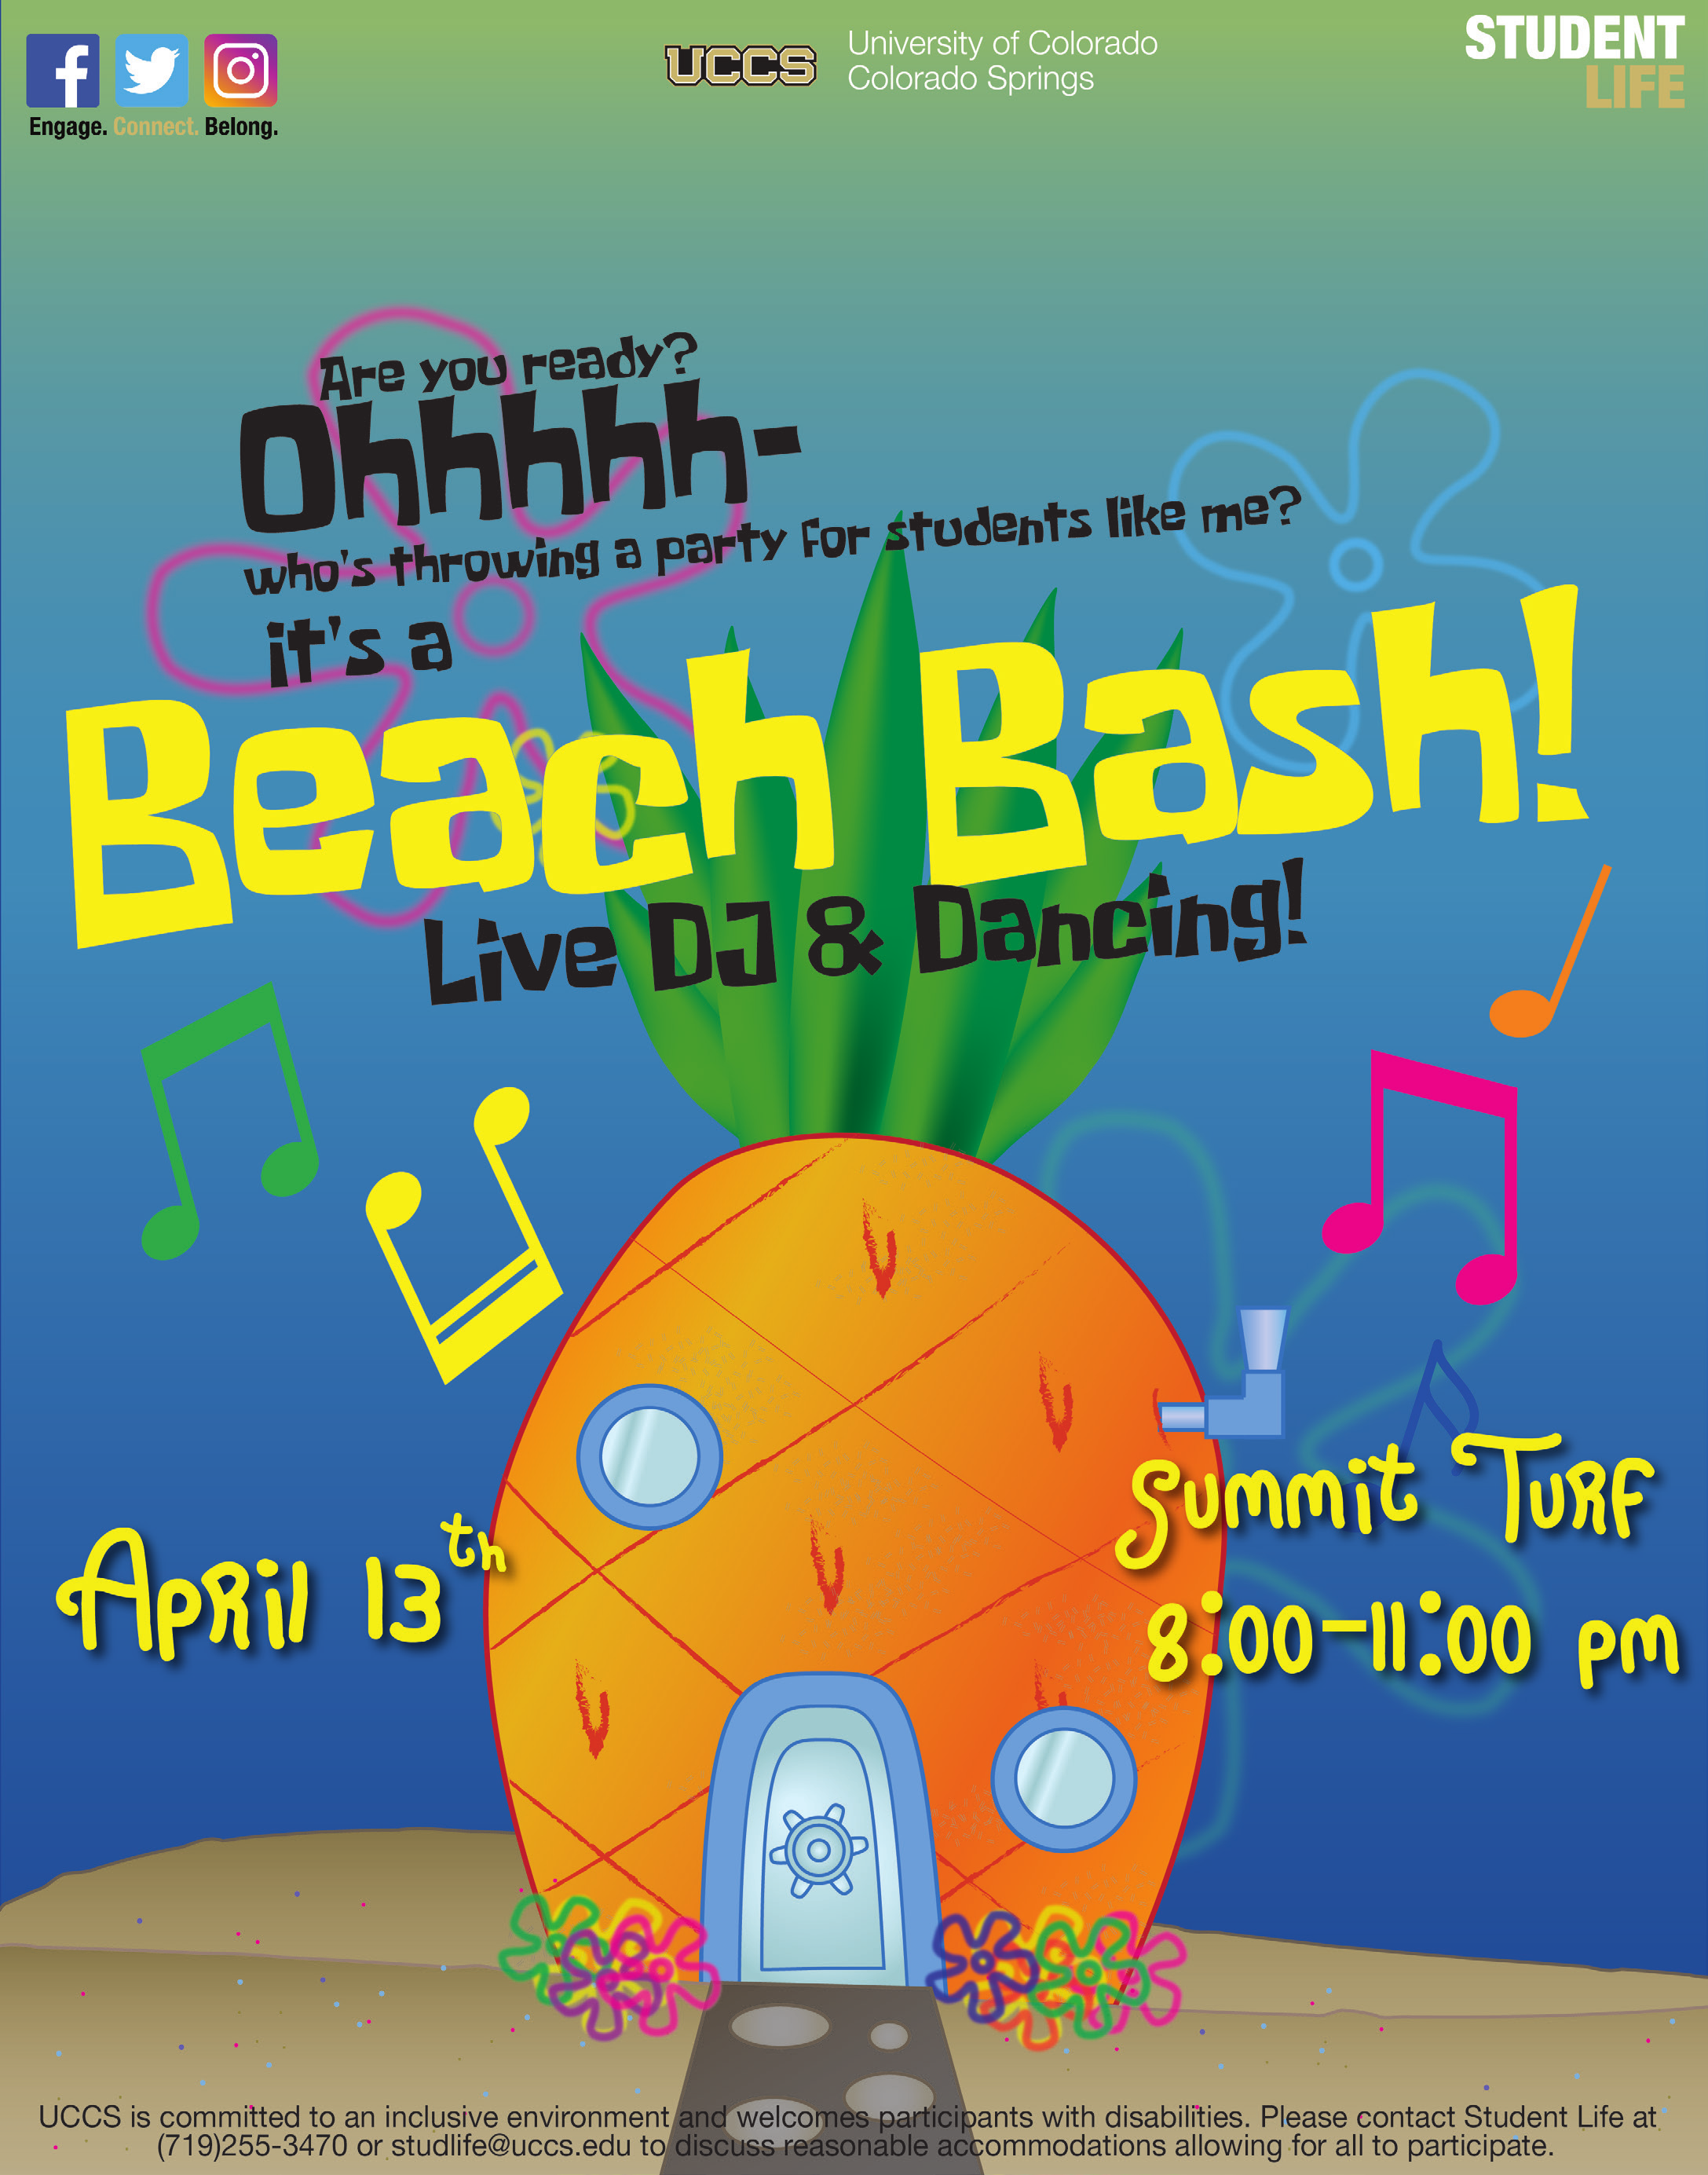 Engage. Connect. Belong.
UCCS
University of Colorado
Colorado Springs
STUDENT
LIFE
Are you ready?
Ohhhhh-
who's throwing a party for students like me?
it's a
Beach Bash!
Live DJ & Dancing!
April 13th
Summit Turf
8:00-11:00 pm
UCCS is committed to an inclusive environment and welcomes participants with disabilities. Please contact Student Life at
(719)255-3470 or studlife@uccs.edu to discuss reasonable accommodations allowing for all to participate.